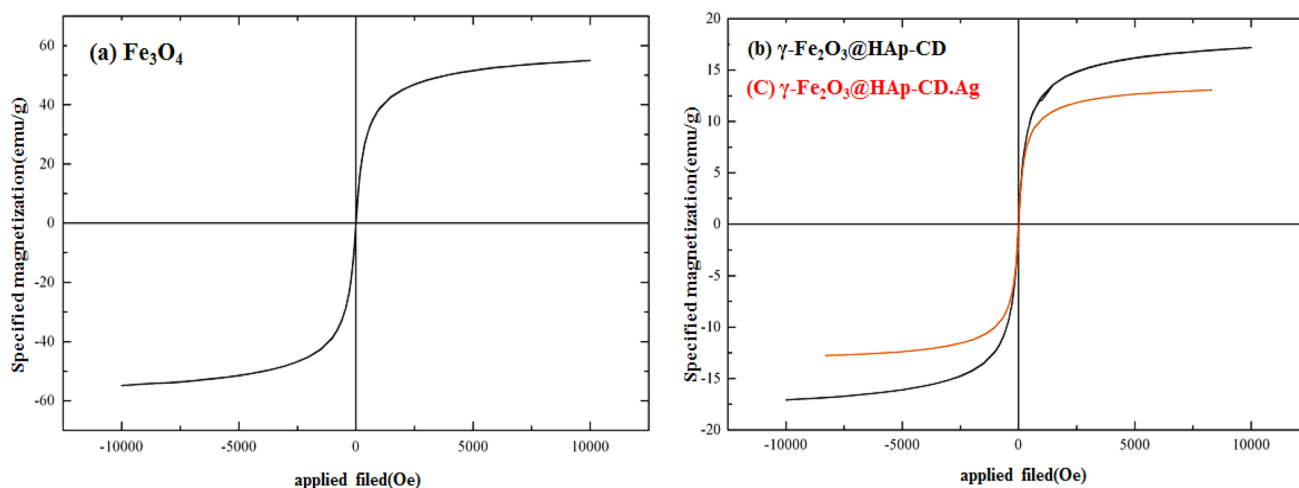 (a) Fe₃O₄
Specified magnetization(emu/g)
60
40
20
0
-20
-40
-60
-10000 -5000 0 5000 10000
applied filed(Oe)
(b) γ-Fe₂O₃@HAp-CD
(C) γ-Fe₂O₃@HAp-CD.Ag
Specified magnetization(emu/g)
20
15
10
5
0
-5
-10
-15
-20
-10000 -5000 0 5000 10000
applied filed(Oe)